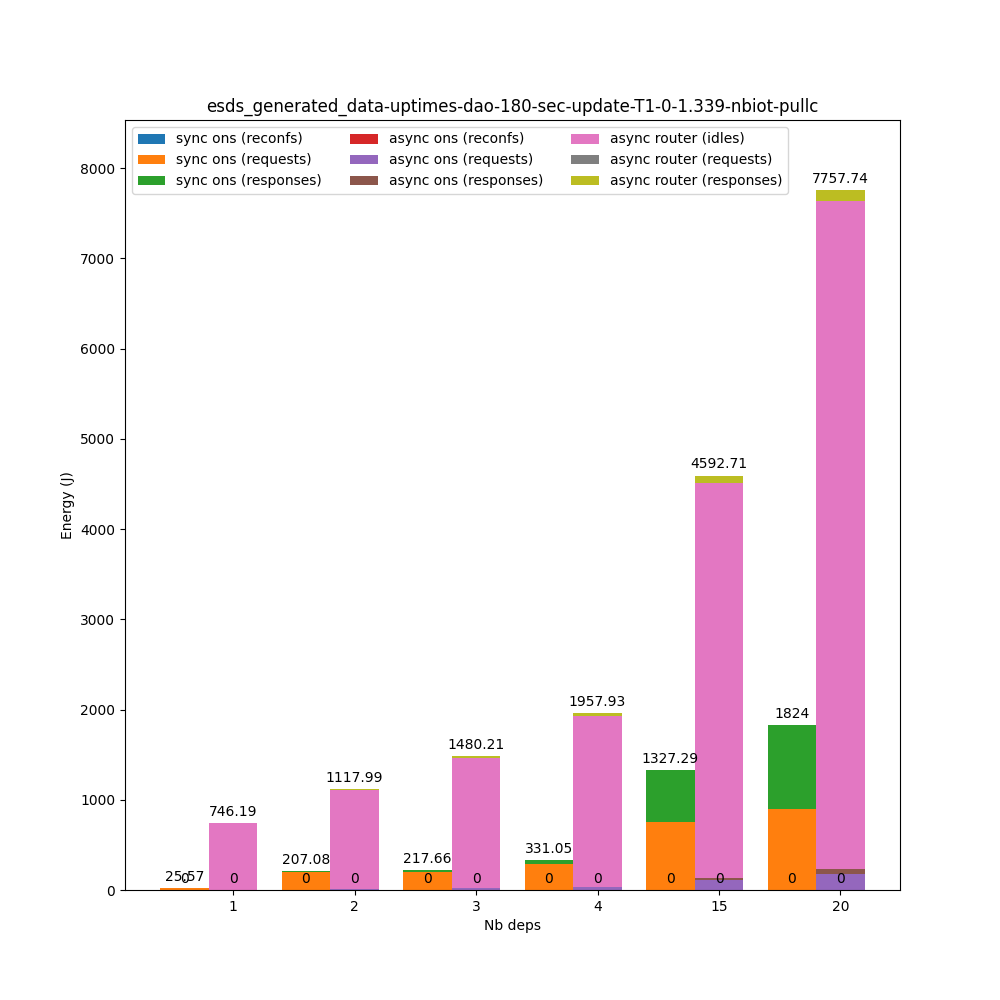 esds_generated_data-uptimes-dao-180-sec-update-T1-0-1.339-nbiot-pullc
sync ons (reconfs) async ons (reconfs) async router (idles)
sync ons (requests) async ons (requests) async router (requests)
sync ons (responses) async ons (responses) async router (responses)
8000
7000
6000
5000
4000
3000
2000
1000
0
Energy (J)
7757.74
4592.71
1957.93
1824
1480.21
1327.29
1117.99
746.19
331.05
217.66
207.08
25.57
0 0 0 0 0 0 0 0 0 0 0 0
1 2 3 4 15 20
Nb deps